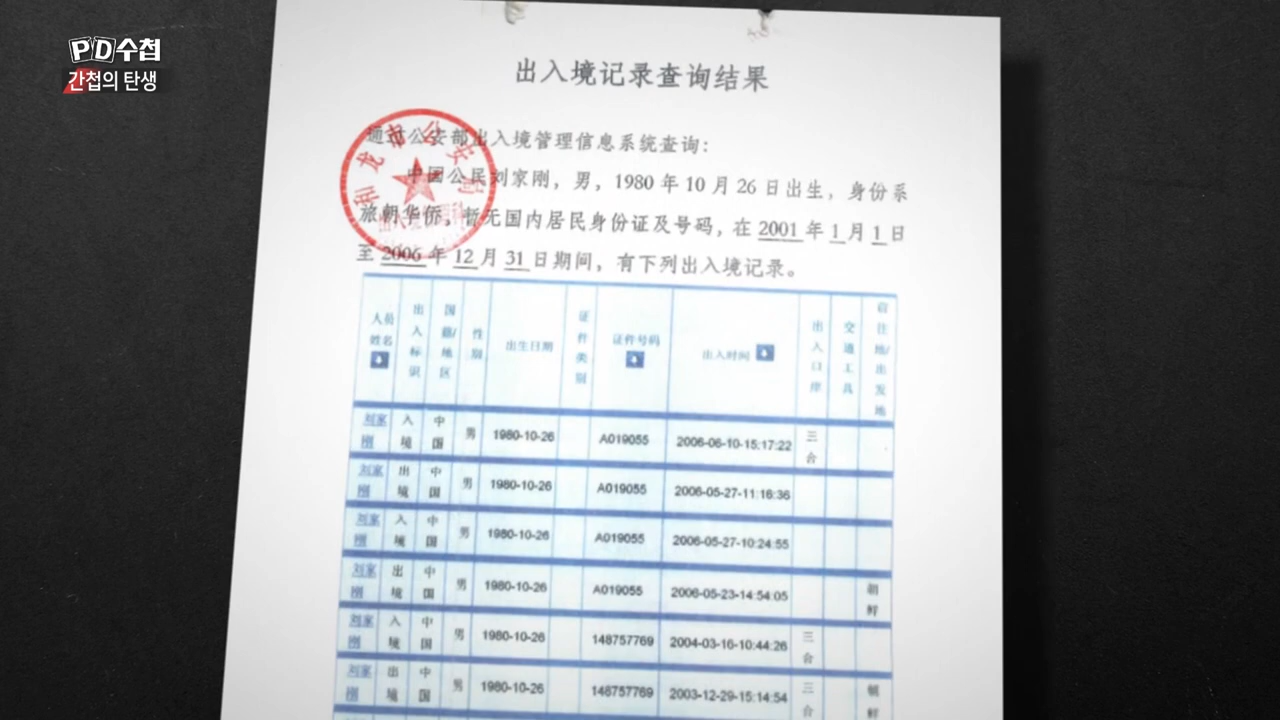 PD수첩
간첩의 탄생
出入境记录查询结果
通过公安部出入境管理信息系统查询：
中国公民刘家刚，男，1980年10月26日出生，身份系
旅朝华侨，暂无国内居民身份证及号码，在2001年1月1日
至2006年12月31日期间，有下列出入境记录。
和龙市公安局
人员姓名 出入标识 国籍/地区 性别 出生日期 证件类别 证件号码 出入时间 出入口岸 交通工具 前往地/出发地
刘家刚 入境 中国 男 1980-10-26 A019055 2006-06-10-15:17:22 三合
刘家刚 出境 中国 男 1980-10-26 A019055 2006-05-27-11:16:36
刘家刚 入境 中国 男 1980-10-26 A019055 2006-05-27-10:24:55
刘家刚 出境 中国 男 1980-10-26 A019055 2006-05-23-14:54:05 朝鲜
刘家刚 入境 中国 男 1980-10-26 148757769 2004-03-16-10:44:26 三合
刘家刚 出境 中国 男 1980-10-26 148757769 2003-12-29-15:14:54 三合 朝鲜